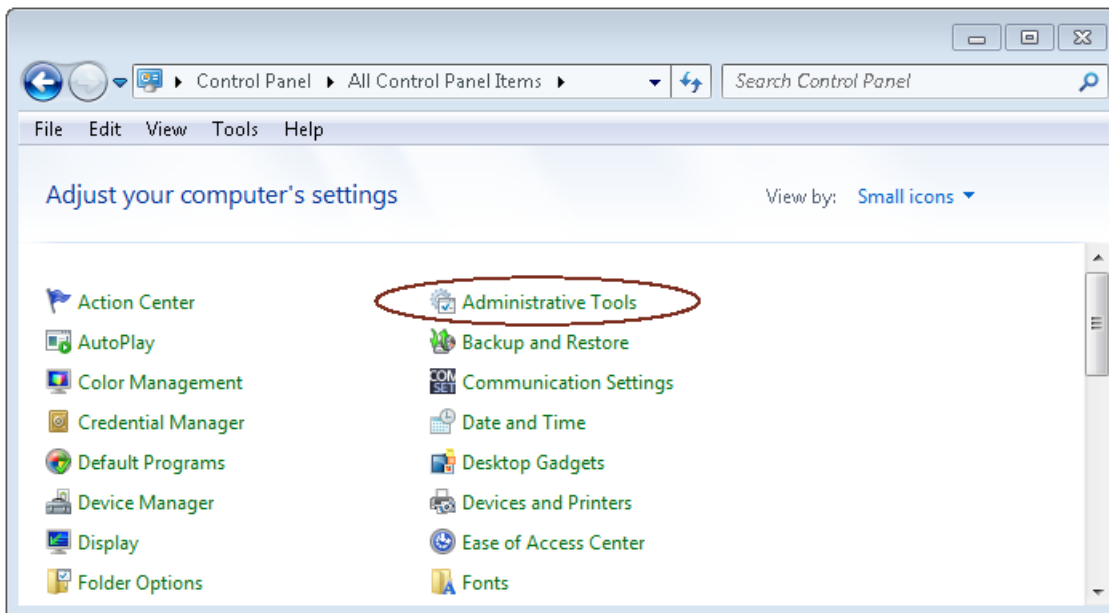 Control Panel All Control Panel Items Search Control Panel
File Edit View Tools Help
Adjust your computer's settings View by: Small icons
Action Center Administrative Tools
AutoPlay Backup and Restore
Color Management COM SET Communication Settings
Credential Manager Date and Time
Default Programs Desktop Gadgets
Device Manager Devices and Printers
Display Ease of Access Center
Folder Options Fonts